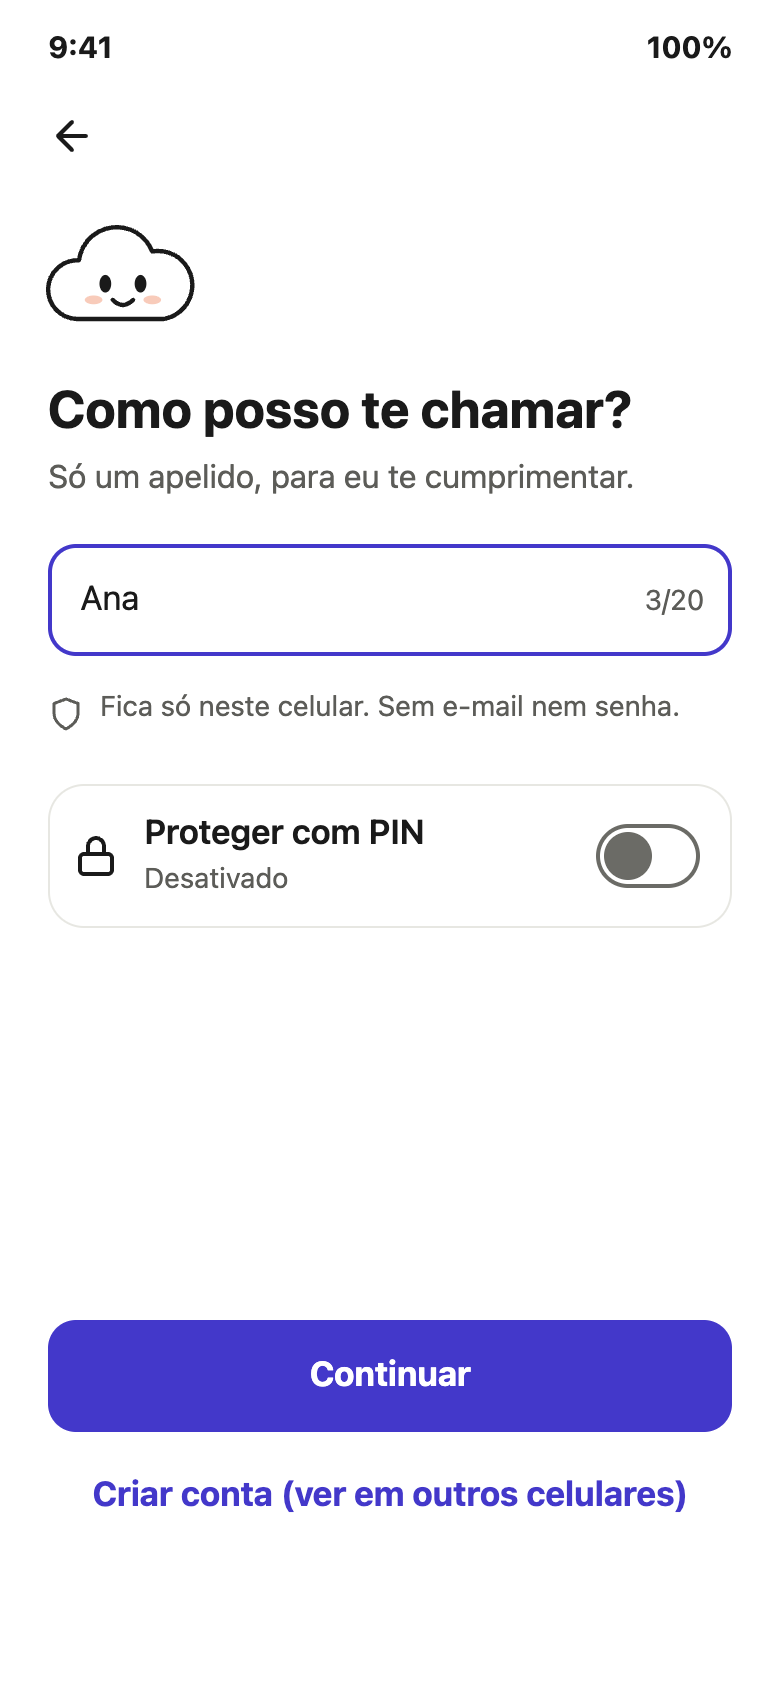 9:41
100%
Como posso te chamar?
Só um apelido, para eu te cumprimentar.
Ana
3/20
Fica só neste celular. Sem e-mail nem senha.
Proteger com PIN
Desativado
Continuar
Criar conta (ver em outros celulares)